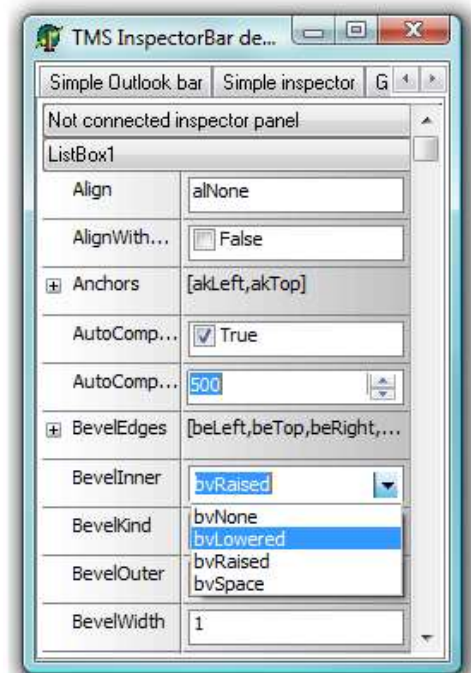 TMS InspectorBar de...
Simple Outlook bar Simple inspector G
Not connected inspector panel
ListBox1
Align alNone
AlignWith... False
Anchors [akLeft,akTop]
AutoComp... True
AutoComp... 500
BevelEdges [beLeft,beTop,beRight,...
BevelInner bvRaised
BevelKind bvNone
bvLowered
BevelOuter bvRaised
bvSpace
BevelWidth 1